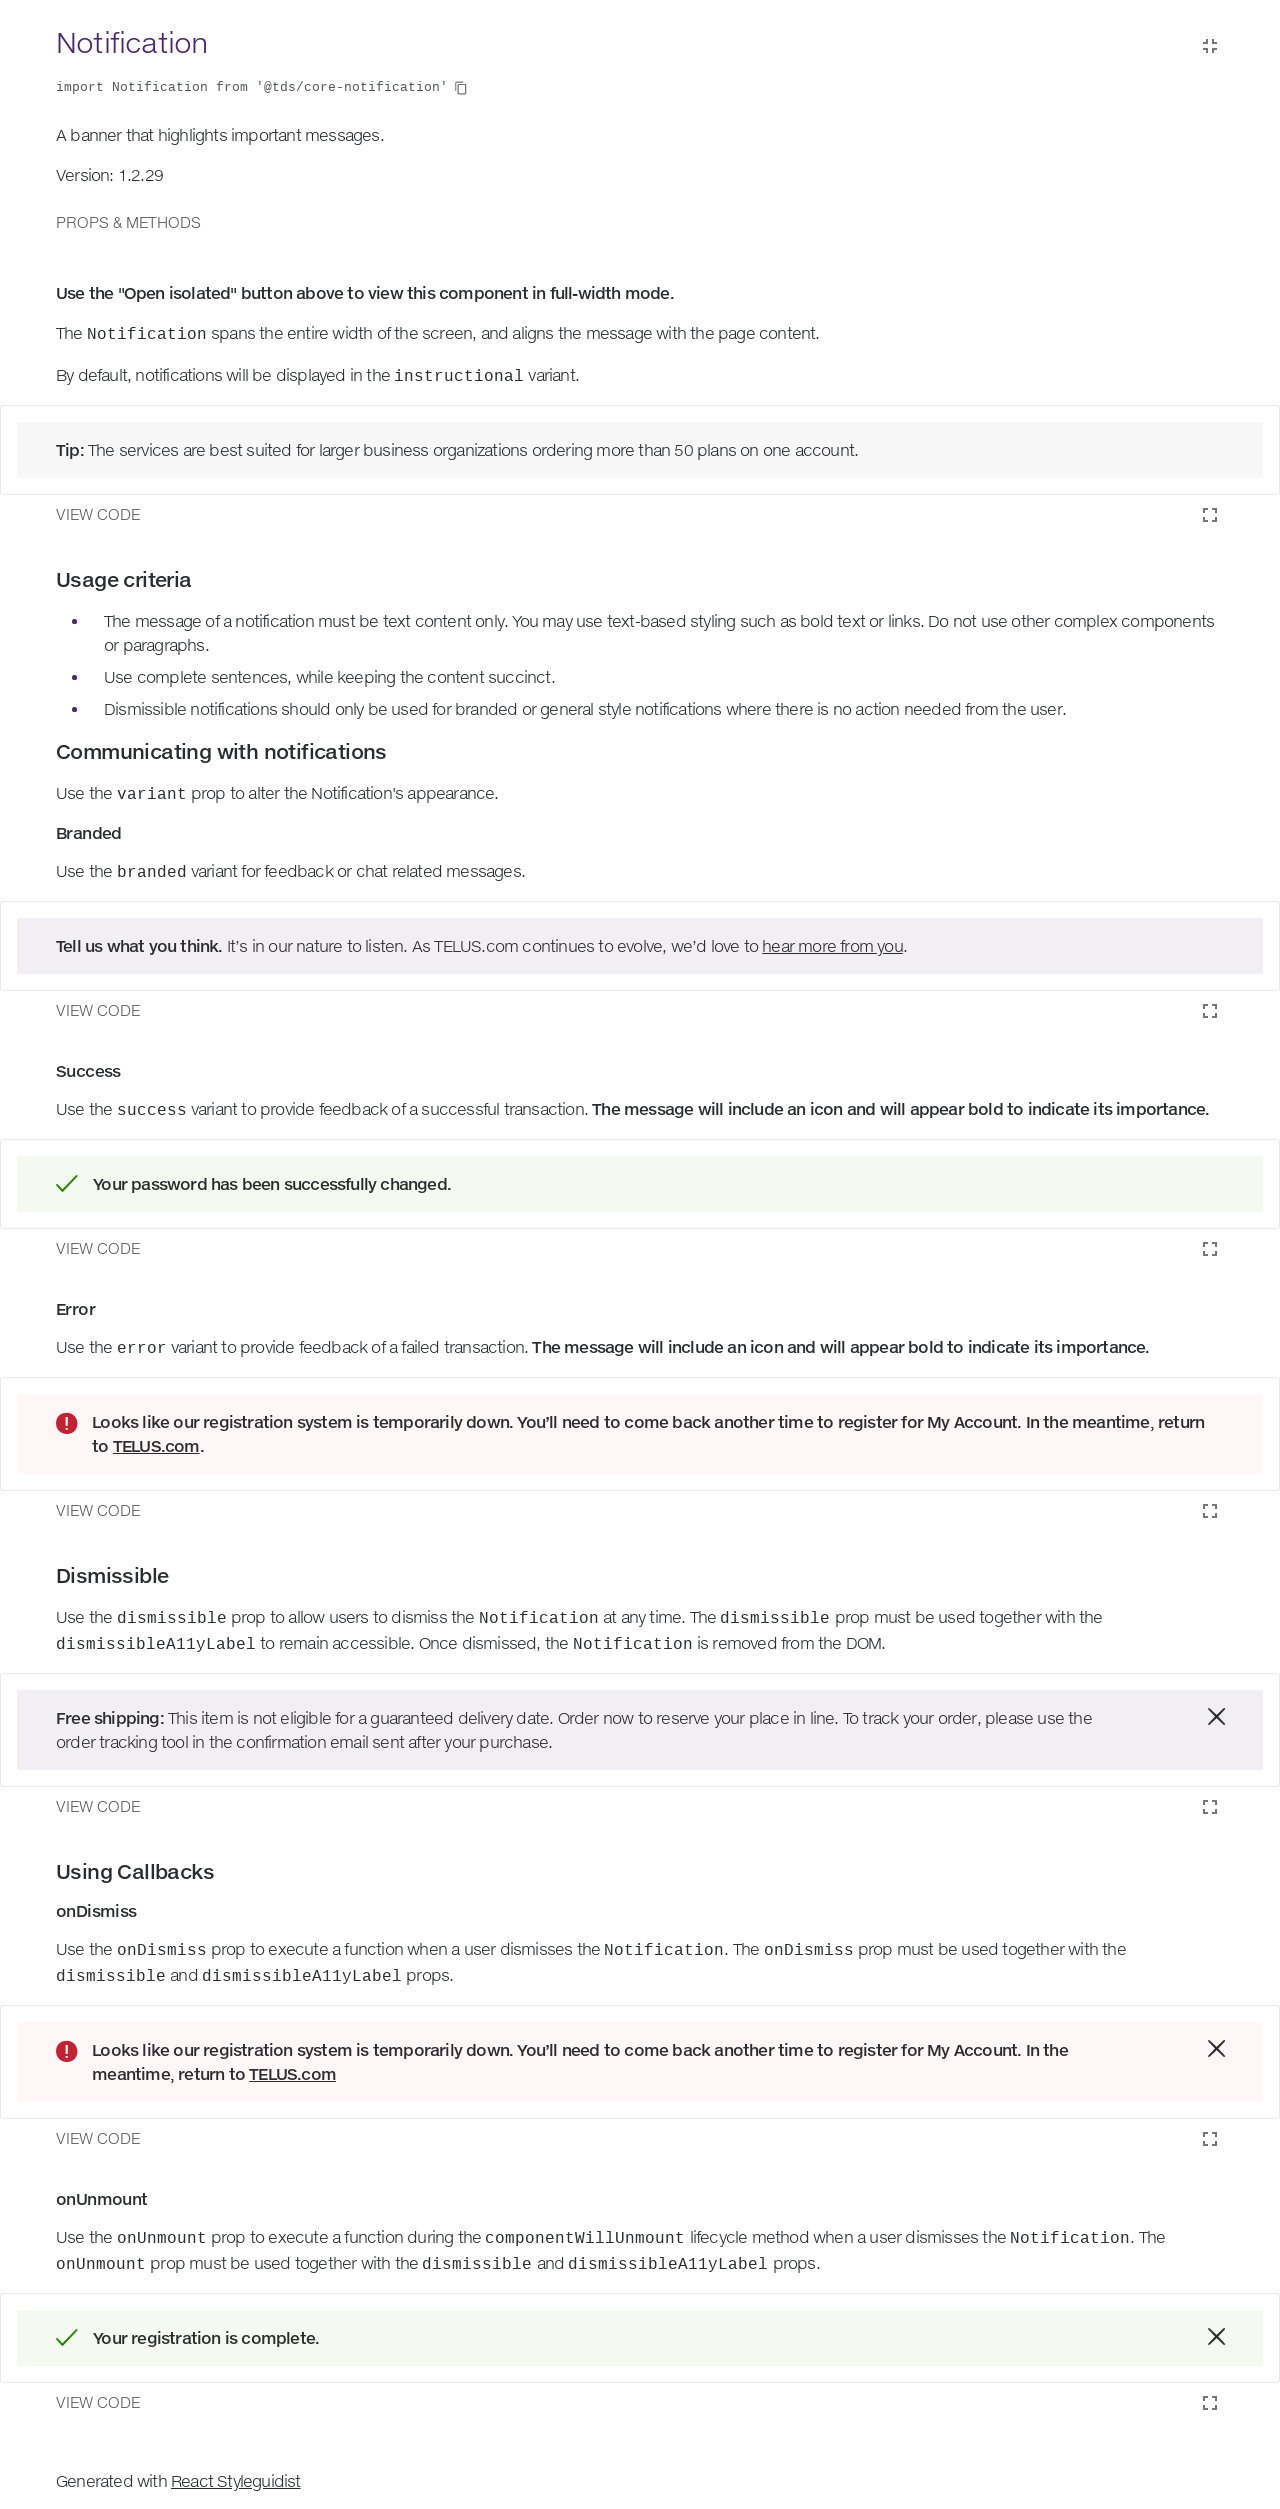 Notification
import Notification from '@tds/core-notification'
A banner that highlights important messages.
Version: 1.2.29
PROPS & METHODS
Use the "Open isolated" button above to view this component in full-width mode.
The Notification spans the entire width of the screen, and aligns the message with the page content.
By default, notifications will be displayed in the instructional variant.
Tip: The services are best suited for larger business organizations ordering more than 50 plans on one account.
VIEW CODE
Usage criteria
• The message of a notification must be text content only. You may use text-based styling such as bold text or links. Do not use other complex components
or paragraphs.
• Use complete sentences, while keeping the content succinct.
• Dismissible notifications should only be used for branded or general style notifications where there is no action needed from the user.
Communicating with notifications
Use the variant prop to alter the Notification's appearance.
Branded
Use the branded variant for feedback or chat related messages.
Tell us what you think. It’s in our nature to listen. As TELUS.com continues to evolve, we’d love to hear more from you.
VIEW CODE
Success
Use the success variant to provide feedback of a successful transaction. The message will include an icon and will appear bold to indicate its importance.
Your password has been successfully changed.
VIEW CODE
Error
Use the error variant to provide feedback of a failed transaction. The message will include an icon and will appear bold to indicate its importance.
Looks like our registration system is temporarily down. You’ll need to come back another time to register for My Account. In the meantime, return
to TELUS.com.
VIEW CODE
Dismissible
Use the dismissible prop to allow users to dismiss the Notification at any time. The dismissible prop must be used together with the
dismissibleA11yLabel to remain accessible. Once dismissed, the Notification is removed from the DOM.
Free shipping: This item is not eligible for a guaranteed delivery date. Order now to reserve your place in line. To track your order, please use the
order tracking tool in the confirmation email sent after your purchase.
VIEW CODE
Using Callbacks
onDismiss
Use the onDismiss prop to execute a function when a user dismisses the Notification. The onDismiss prop must be used together with the
dismissible and dismissibleA11yLabel props.
Looks like our registration system is temporarily down. You’ll need to come back another time to register for My Account. In the
meantime, return to TELUS.com
VIEW CODE
onUnmount
Use the onUnmount prop to execute a function during the componentWillUnmount lifecycle method when a user dismisses the Notification. The
onUnmount prop must be used together with the dismissible and dismissibleA11yLabel props.
Your registration is complete.
VIEW CODE
Generated with React Styleguidist